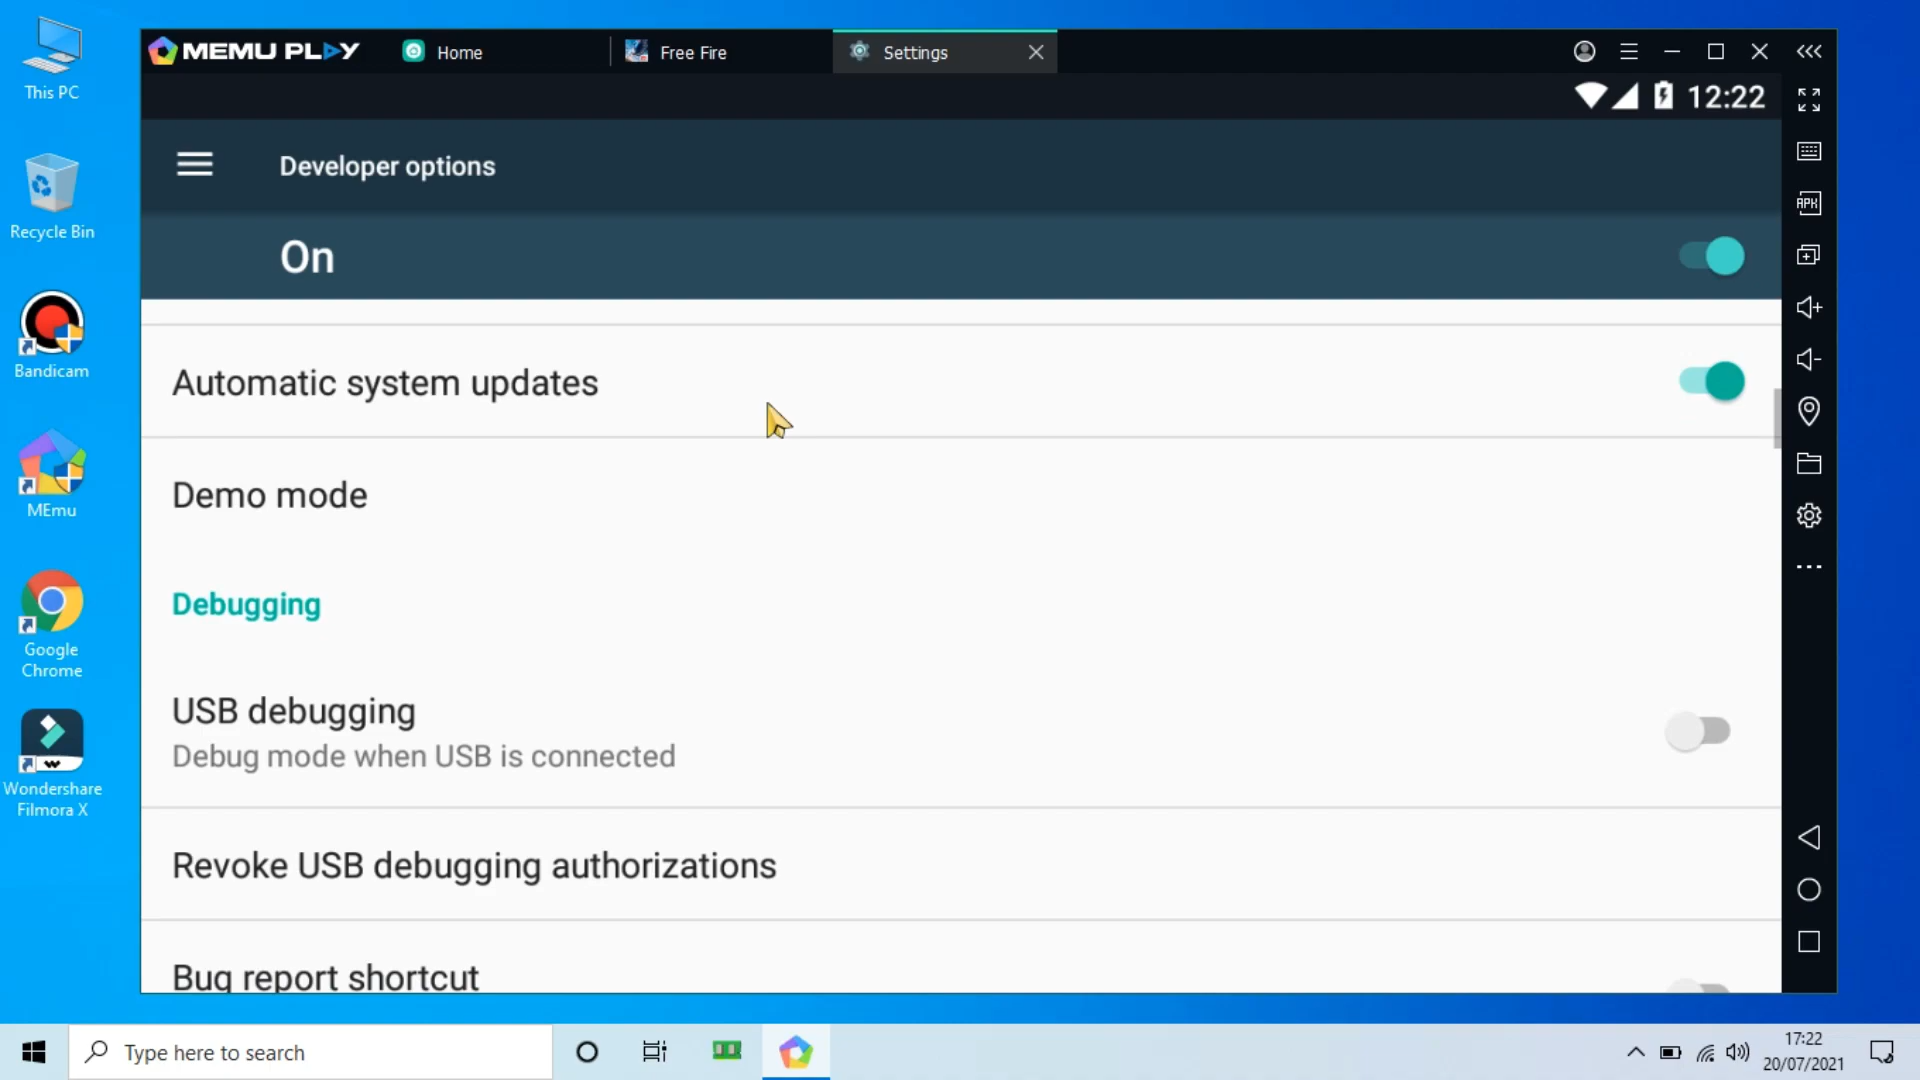 This PC
Recycle Bin
Bandicam
MEmu
Google
Chrome
Wondershare
Filmora X
MEMU PLAY
Home
Free Fire
Settings
12:22
Developer options
On
APK
Automatic system updates
Demo mode
Debugging
USB debugging
Debug mode when USB is connected
Revoke USB debugging authorizations
Bug report shortcut
Type here to search
17:22
20/07/2021